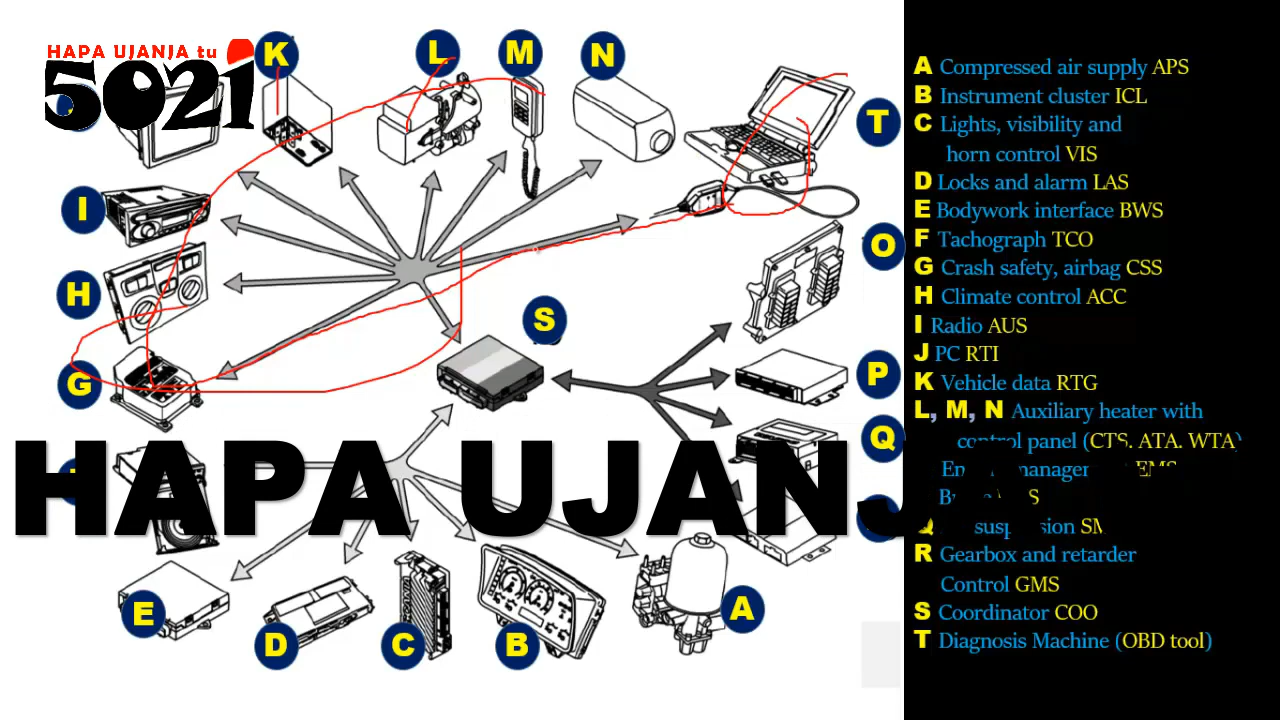 HAPA UJANJA tu
5021
K
L
M
N
T
I
H
G
S
O
P
Q
HAPA UJANJ
E
D
C
B
A
A Compressed air supply APS
B Instrument cluster ICL
C Lights, visibility and
horn control VIS
D Locks and alarm LAS
E Bodywork interface BWS
F Tachograph TCO
G Crash safety, airbag CSS
H Climate control ACC
I Radio AUS
J PC RTI
K Vehicle data RTG
L, M, N Auxiliary heater with
control panel (CTS, ATA, WTA)
EMS
R Gearbox and retarder
Control GMS
S Coordinator COO
T Diagnosis Machine (OBD tool)